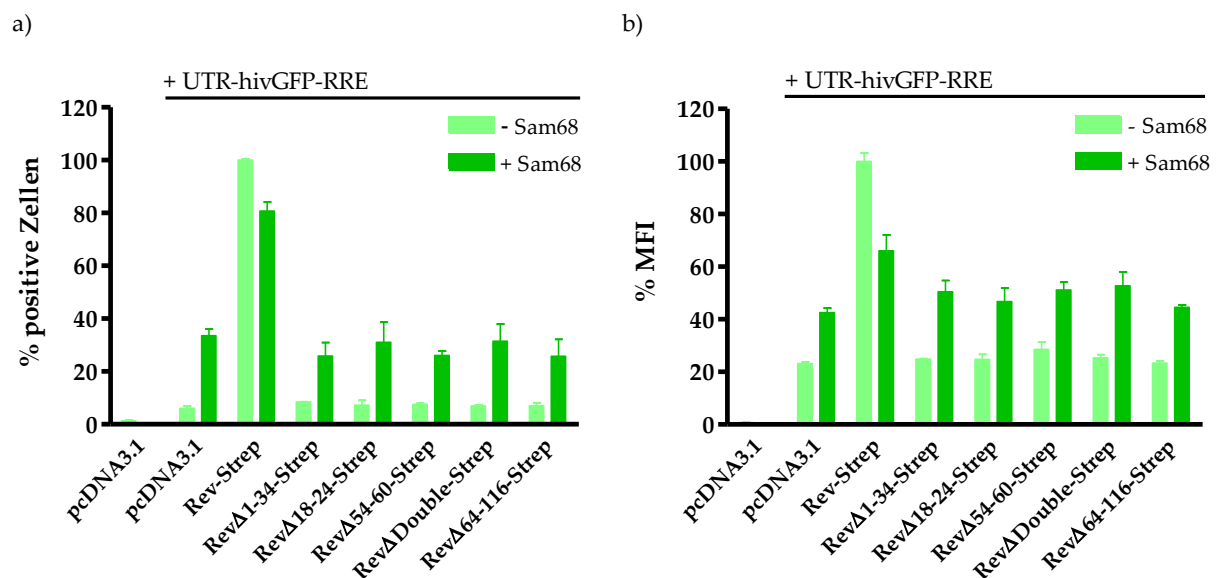 a)
+ UTR-hivGFP-RRE
% positive Zellen
120
100
80
60
40
20
0
- Sam68
+ Sam68
pcDNA3.1
pcDNA3.1
Rev-Strep
RevΔ1-34-Strep
RevΔ18-24-Strep
RevΔ54-60-Strep
RevΔDouble-Strep
RevΔ64-116-Strep
b)
+ UTR-hivGFP-RRE
% MFI
120
100
80
60
40
20
0
- Sam68
+ Sam68
pcDNA3.1
pcDNA3.1
Rev-Strep
RevΔ1-34-Strep
RevΔ18-24-Strep
RevΔ54-60-Strep
RevΔDouble-Strep
RevΔ64-116-Strep